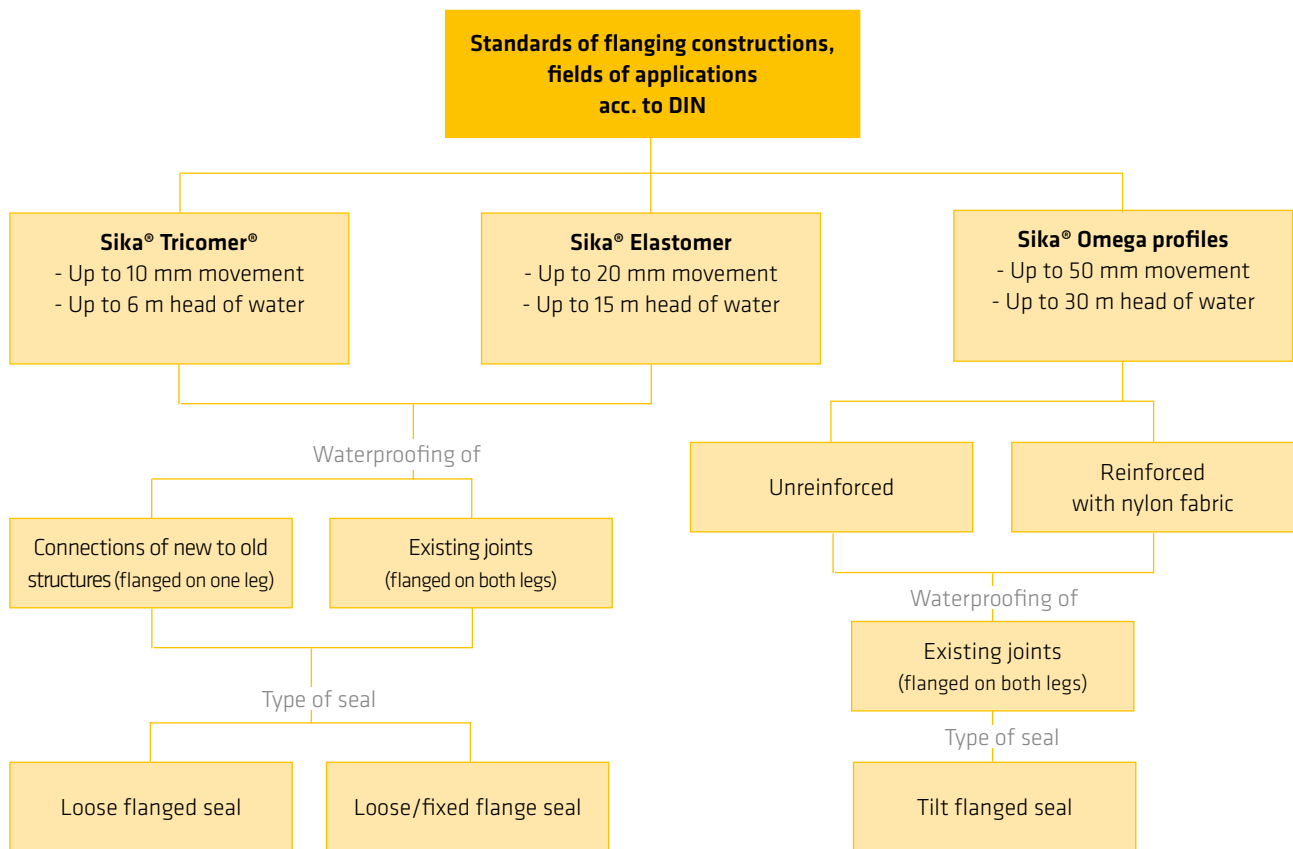 Standards of flanging constructions,
fields of applications
acc. to DIN
Sika® Tricomer®
- Up to 10 mm movement
- Up to 6 m head of water
Sika® Elastomer
- Up to 20 mm movement
- Up to 15 m head of water
Sika® Omega profiles
- Up to 50 mm movement
- Up to 30 m head of water
Waterproofing of
Connections of new to old
structures (flanged on one leg)
Existing joints
(flanged on both legs)
Type of seal
Loose flanged seal
Loose/fixed flange seal
Unreinforced
Reinforced
with nylon fabric
Waterproofing of
Existing joints
(flanged on both legs)
Type of seal
Tilt flanged seal